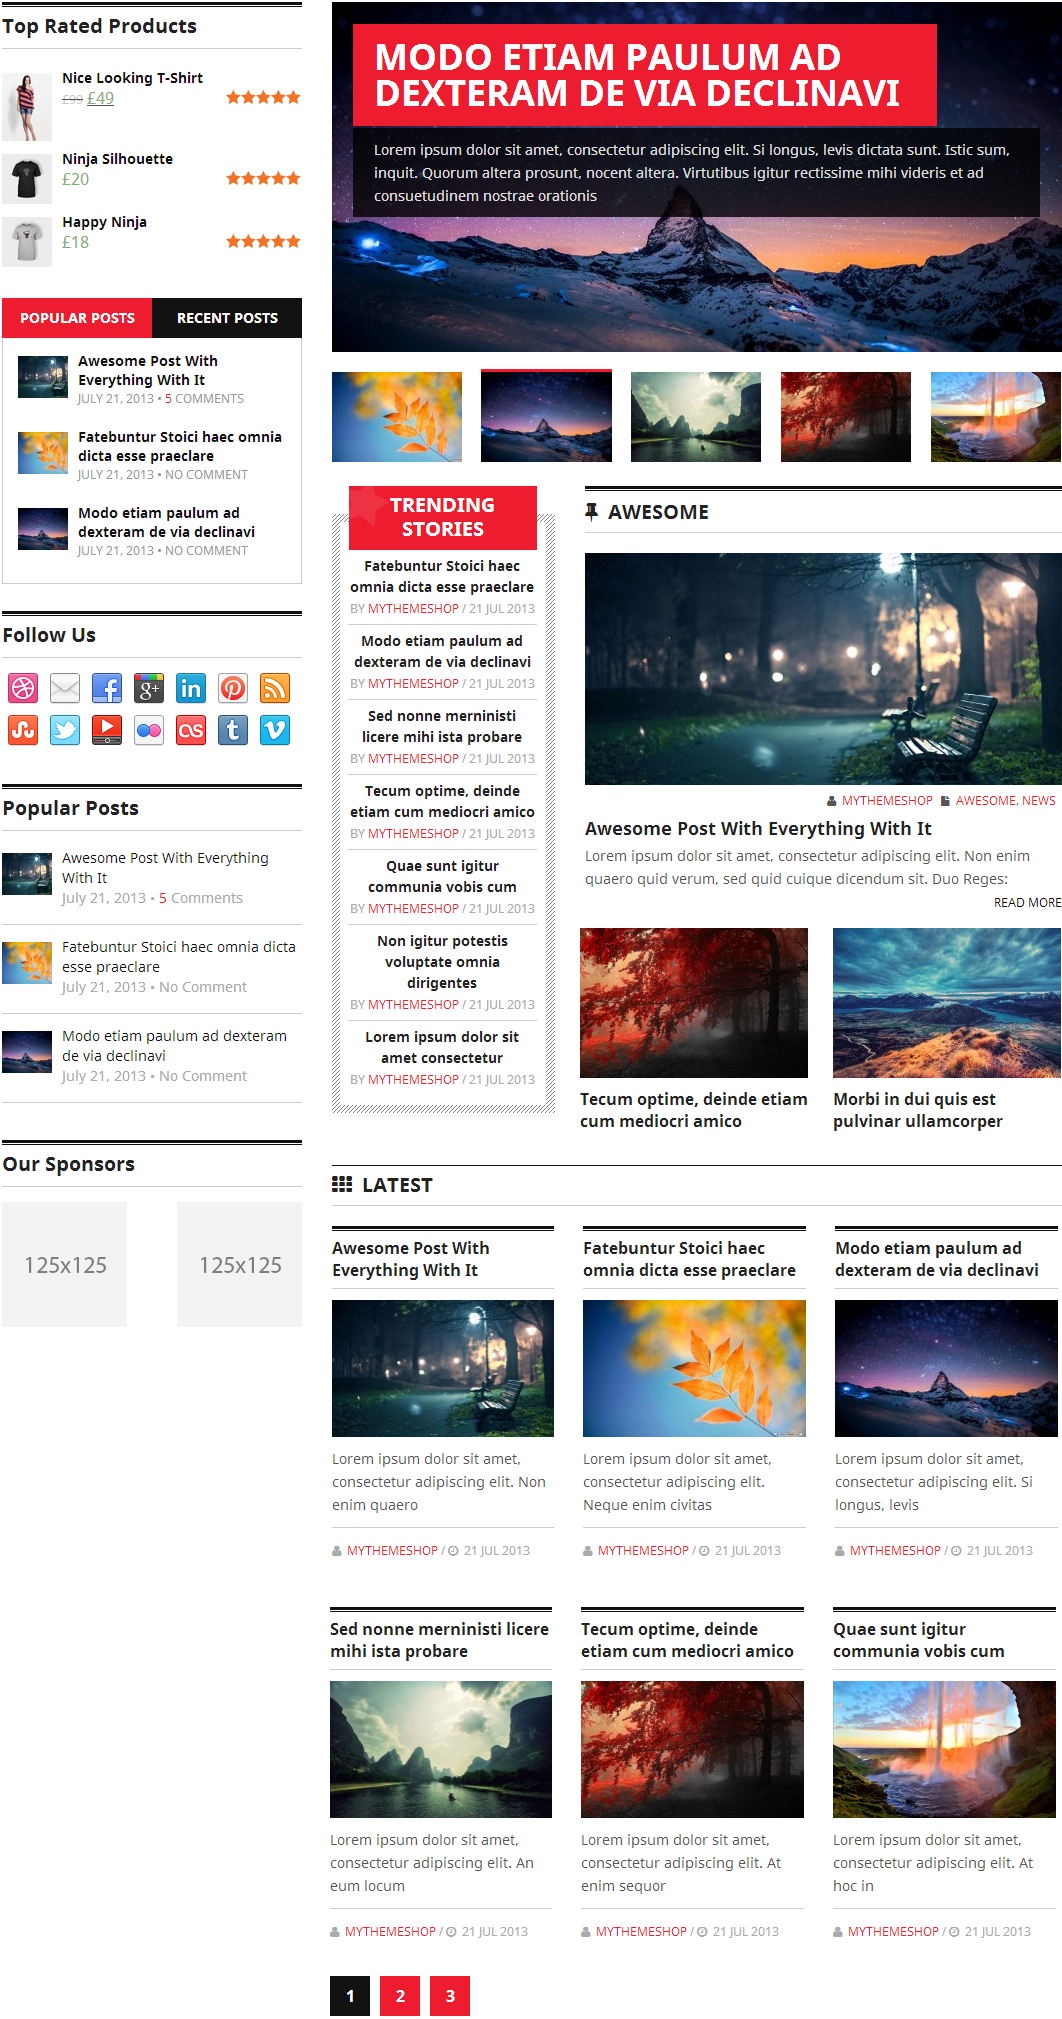 Top Rated Products
Nice Looking T-Shirt
£99 £49
Ninja Silhouette
£20
Happy Ninja
£18
POPULAR POSTS
RECENT POSTS
Awesome Post With
Everything With It
JULY 21, 2013 • 5 COMMENTS
Fatebuntur Stoici haec omnia
dicta esse praeclare
JULY 21, 2013 • NO COMMENT
Modo etiam paulum ad
dexteram de via declinavi
JULY 21, 2013 • NO COMMENT
Follow Us
Popular Posts
Awesome Post With Everything
With It
July 21, 2013 • 5 Comments
Fatebuntur Stoici haec omnia dicta
esse praeclare
July 21, 2013 • No Comment
Modo etiam paulum ad dexteram
de via declinavi
July 21, 2013 • No Comment
Our Sponsors
125x125
125x125
MODO ETIAM PAULUM AD
DEXTERAM DE VIA DECLINAVI
Lorem ipsum dolor sit amet, consectetur adipiscing elit. Si longus, levis dictata sunt. Istic sum,
inquit. Quorum altera prosunt, nocent altera. Virtutibus igitur rectissime mihi videris et ad
consuetudinem nostrae orationis
TRENDING
STORIES
Fatebuntur Stoici haec
omnia dicta esse praeclare
BY MYTHEMESHOP / 21 JUL 2013
Modo etiam paulum ad
dexteram de via declinavi
BY MYTHEMESHOP / 21 JUL 2013
Sed nonne merninisti
licere mihi ista probare
BY MYTHEMESHOP / 21 JUL 2013
Tecum optime, deinde
etiam cum mediocri amico
BY MYTHEMESHOP / 21 JUL 2013
Quae sunt igitur
communia vobis cum
BY MYTHEMESHOP / 21 JUL 2013
Non igitur potestis
voluptate omnia
dirigentes
BY MYTHEMESHOP / 21 JUL 2013
Lorem ipsum dolor sit
amet consectetur
BY MYTHEMESHOP / 21 JUL 2013
AWESOME
MYTHEMESHOP AWESOME, NEWS
Awesome Post With Everything With It
Lorem ipsum dolor sit amet, consectetur adipiscing elit. Non enim
quaero quid verum, sed quid cuique dicendum sit. Duo Reges:
READ MORE
Tecum optime, deinde etiam
cum mediocri amico
Morbi in dui quis est
pulvinar ullamcorper
LATEST
Awesome Post With
Everything With It
Lorem ipsum dolor sit amet,
consectetur adipiscing elit. Non
enim quaero
MYTHEMESHOP / 21 JUL 2013
Fatebuntur Stoici haec
omnia dicta esse praeclare
Lorem ipsum dolor sit amet,
consectetur adipiscing elit.
Neque enim civitas
MYTHEMESHOP / 21 JUL 2013
Modo etiam paulum ad
dexteram de via declinavi
Lorem ipsum dolor sit amet,
consectetur adipiscing elit. Si
longus, levis
MYTHEMESHOP / 21 JUL 2013
Sed nonne merninisti licere
mihi ista probare
Lorem ipsum dolor sit amet,
consectetur adipiscing elit. An
eum locum
MYTHEMESHOP / 21 JUL 2013
Tecum optime, deinde
etiam cum mediocri amico
Lorem ipsum dolor sit amet,
consectetur adipiscing elit. At
enim sequor
MYTHEMESHOP / 21 JUL 2013
Quae sunt igitur
communia vobis cum
Lorem ipsum dolor sit amet,
consectetur adipiscing elit. At
hoc in
MYTHEMESHOP / 21 JUL 2013
1 2 3